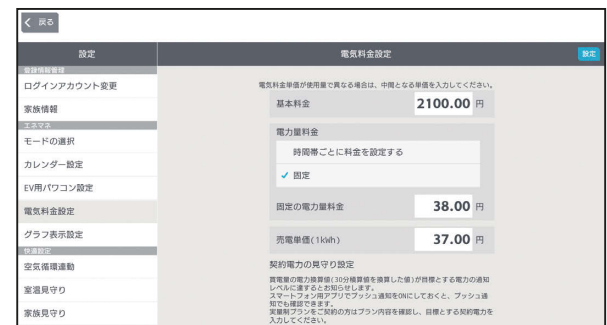 戻る
設定
電気料金設定
設定
登録情報管理
ログインアカウント変更
家族情報
エネマネ
モードの選択
カレンダー設定
EV用パワコン設定
電気料金設定
グラフ表示設定
快適設定
空気循環連動
室温見守り
家族見守り
電気料金単価が使用量で異なる場合は、中間となる単価を入力してください。
基本料金 2100.00 円
電力量料金
時間帯ごとに料金を設定する
固定
固定の電力量料金 38.00 円
売電単価(1kWh) 37.00 円
契約電力の見守り設定
買電量の電力換算値(30分積算値を換算した値)が目標とする電力の通知
レベルに達するとお知らせします。
スマートフォン用アプリでプッシュ通知をONにしておくと、プッシュ通
知でも確認できます。
実量制プランをご契約の方はプラン内容を確認し、目標とする契約電力を
入力してください。